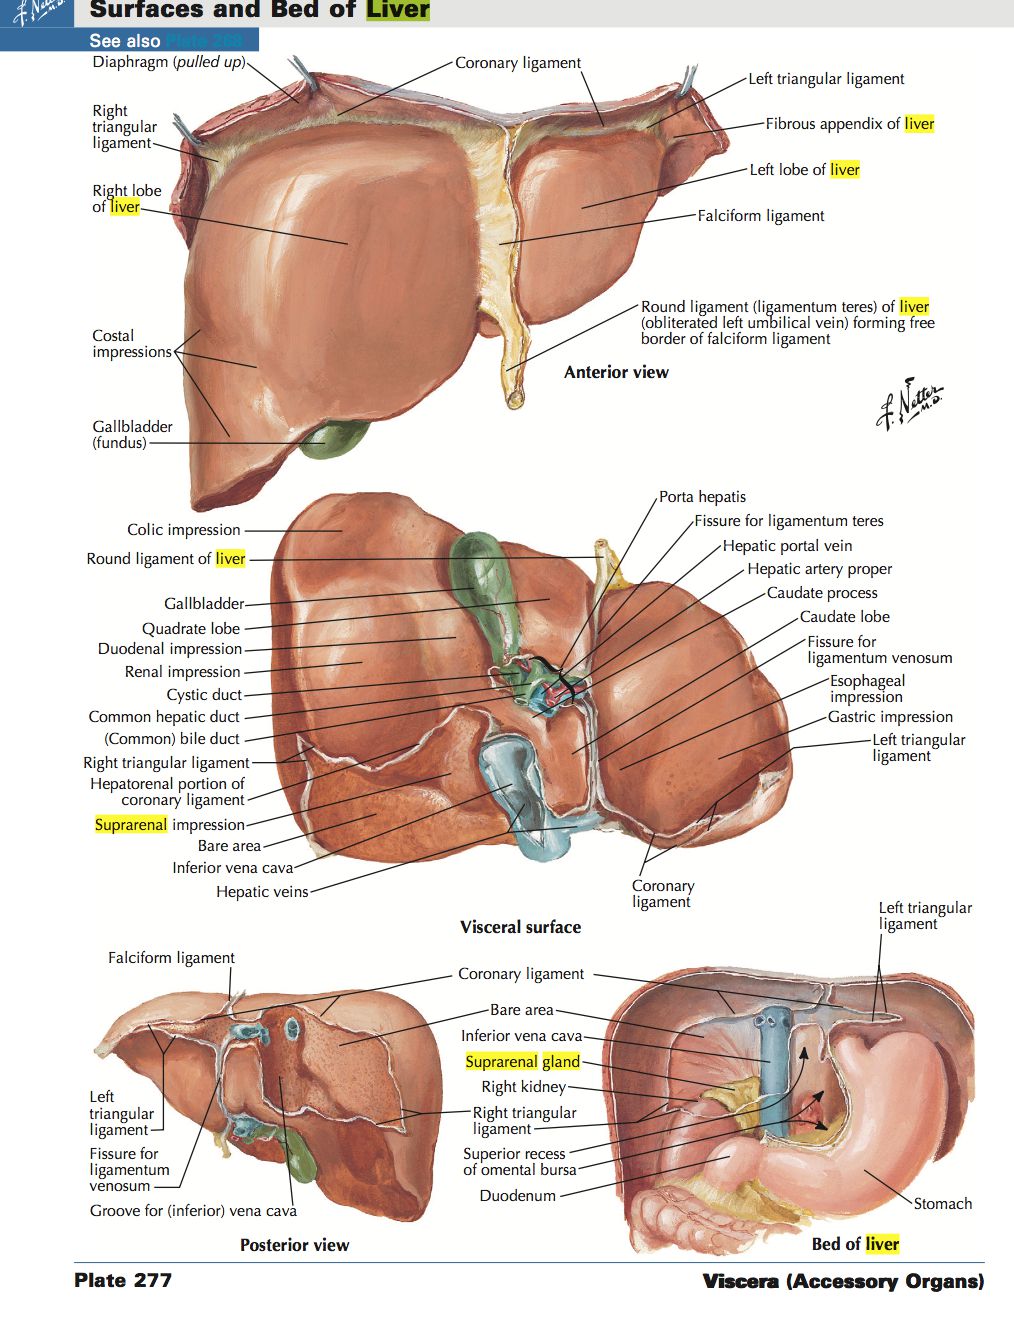 F. Netter M.D.
Surfaces and Bed of Liver
See also Plate 268
Diaphragm (pulled up)
Coronary ligament
Left triangular ligament
Right
triangular
ligament
Fibrous appendix of liver
Left lobe of liver
Right lobe
of liver
Falciform ligament
Round ligament (ligamentum teres) of liver
(obliterated left umbilical vein) forming free
border of falciform ligament
Costal
impressions
Anterior view
Gallbladder
(fundus)
F. Netter M.D.
Porta hepatis
Fissure for ligamentum teres
Hepatic portal vein
Hepatic artery proper
Caudate process
Caudate lobe
Fissure for
ligamentum venosum
Esophageal
impression
Gastric impression
Left triangular
ligament
Colic impression
Round ligament of liver
Gallbladder
Quadrate lobe
Duodenal impression
Renal impression
Cystic duct
Common hepatic duct
(Common) bile duct
Right triangular ligament
Hepatorenal portion of
coronary ligament
Suprarenal impression
Bare area
Inferior vena cava
Hepatic veins
Coronary
ligament
Visceral surface
Left triangular
ligament
Falciform ligament
Coronary ligament
Bare area
Inferior vena cava
Suprarenal gland
Right kidney
Right triangular
ligament
Superior recess
of omental bursa
Duodenum
Left
triangular
ligament
Fissure for
ligamentum
venosum
Groove for (inferior) vena cava
Stomach
Posterior view
Bed of liver
Plate 277
Viscera (Accessory Organs)